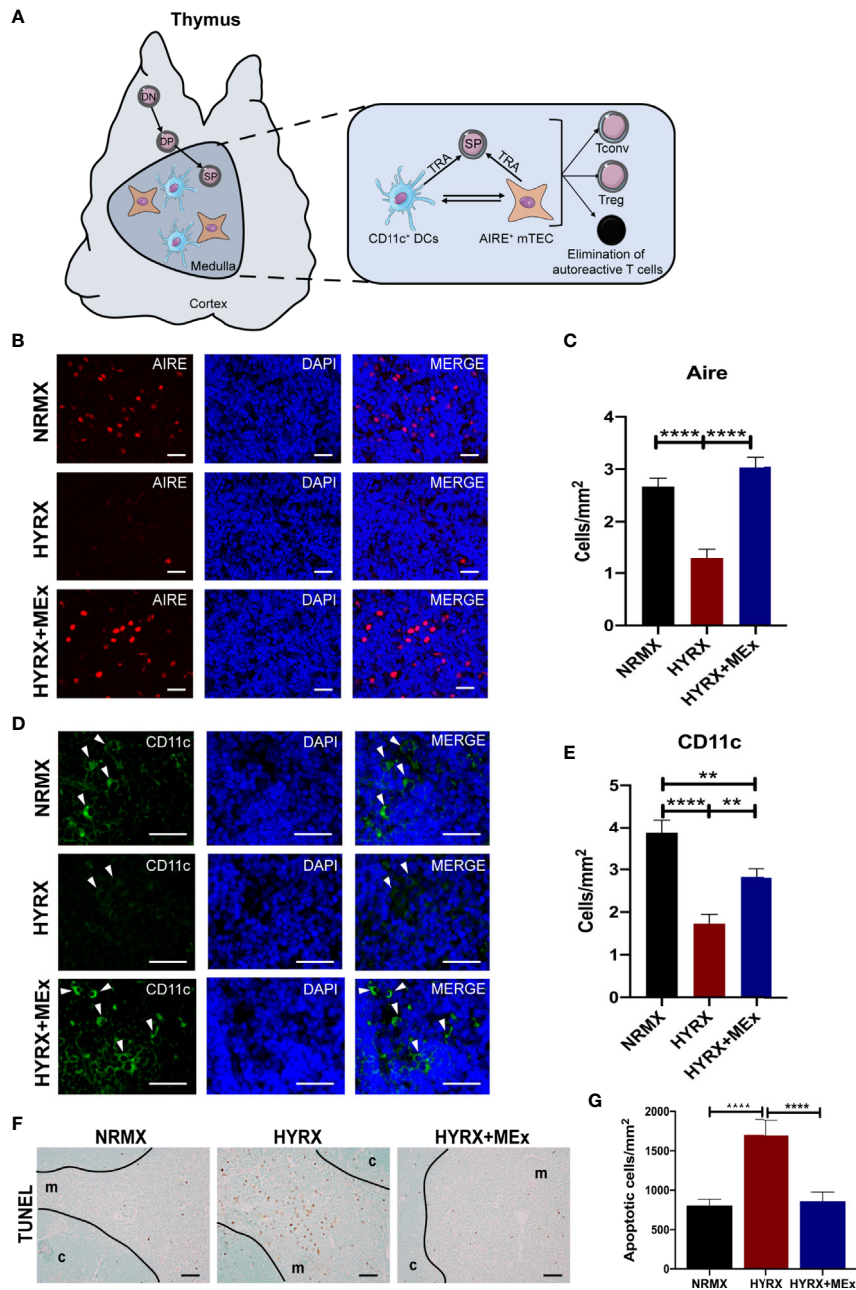 A
Thymus
DN
DP
SP
Medulla
Cortex
SP
TRA
TRA
CD11c⁺ DCs
AIRE⁺ mTEC
Tconv
Treg
Elimination of
autoreactive T cells
B
NRMX
AIRE
DAPI
MERGE
HYRX
AIRE
DAPI
MERGE
HYRX+MEx
AIRE
DAPI
MERGE
C
Aire
Cells/mm²
4
3
2
1
0
**** ****
NRMX
HYRX
HYRX+MEx
D
NRMX
CD11c
DAPI
MERGE
HYRX
CD11c
DAPI
MERGE
HYRX+MEx
CD11c
DAPI
MERGE
E
CD11c
Cells/mm²
5
4
3
2
1
0
**
**** **
NRMX
HYRX
HYRX+MEx
F
TUNEL
NRMX
m
c
HYRX
c
m
HYRX+MEx
m
c
G
Apoptotic cells/mm²
2000
1500
1000
500
0
**** ****
NRMX
HYRX
HYRX+MEx